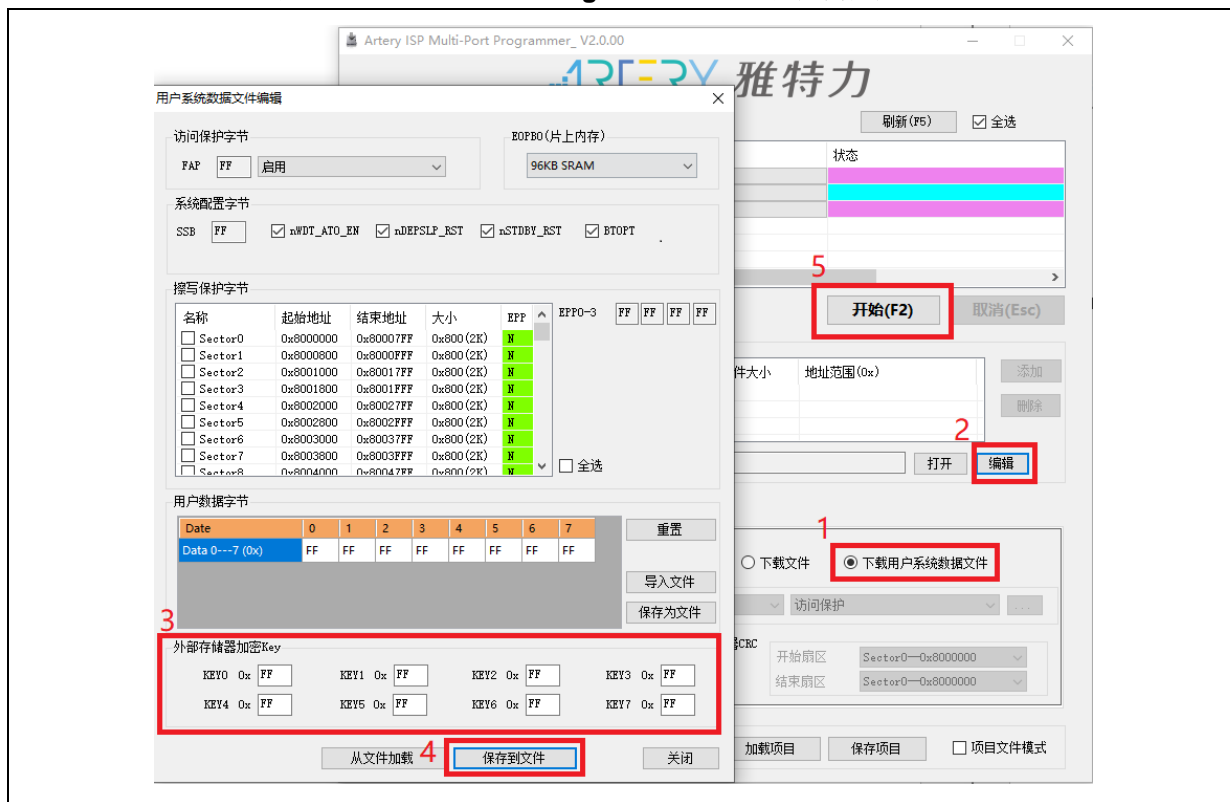 Artery ISP Multi-Port Programmer_ V2.0.00
ARTERY 雅特力
刷新(F5) 全选
状态
5
开始(F2) 取消(Esc)
件大小 地址范围(0x)
添加
删除
2
打开 编辑
1
下载文件 下载用户系统数据文件
访问保护 ...
CRC
开始扇区 Sector0—0x8000000
结束扇区 Sector0—0x8000000
加载项目 保存项目 项目文件模式
用户系统数据文件编辑
访问保护字节
FAP FF 启用
EOPB0(片上内存)
96KB SRAM
系统配置字节
SSB FF nWDT_ATO_EN nDEPSLP_RST nSTDBY_RST BTOPT .
擦写保护字节
名称 起始地址 结束地址 大小 EPP EPP0-3 FF FF FF FF
Sector0 0x8000000 0x80007FF 0x800(2K) N
Sector1 0x8000800 0x8000FFF 0x800(2K) N
Sector2 0x8001000 0x80017FF 0x800(2K) N
Sector3 0x8001800 0x8001FFF 0x800(2K) N
Sector4 0x8002000 0x80027FF 0x800(2K) N
Sector5 0x8002800 0x8002FFF 0x800(2K) N
Sector6 0x8003000 0x80037FF 0x800(2K) N
Sector7 0x8003800 0x8003FFF 0x800(2K) N
Sector8 0x8004000 0x80047FF 0x800(2K) N
全选
用户数据字节
Date 0 1 2 3 4 5 6 7
Data 0---7 (0x) FF FF FF FF FF FF FF FF
重置
导入文件
保存为文件
3
外部存储器加密Key
KEY0 0x FF KEY1 0x FF KEY2 0x FF KEY3 0x FF
KEY4 0x FF KEY5 0x FF KEY6 0x FF KEY7 0x FF
从文件加载 4 保存到文件 关闭